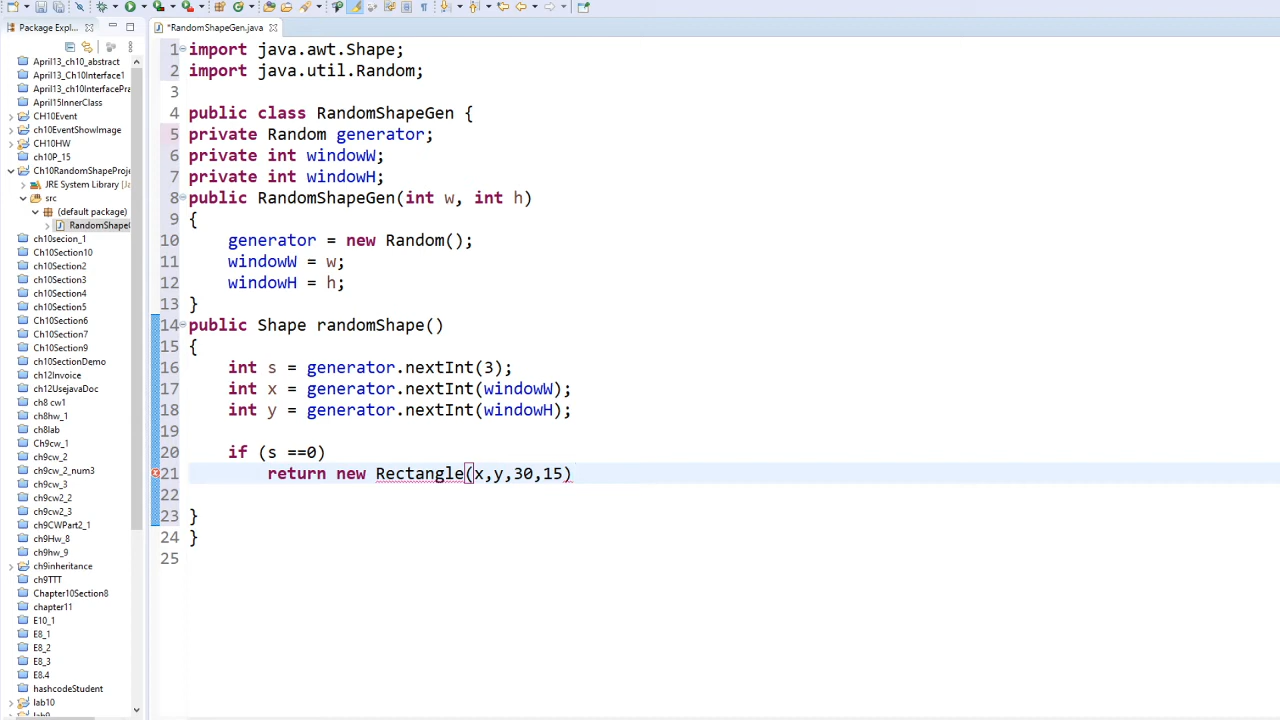 Package Expl...
*RandomShapeGen.java
April13_ch10_abstract
April13_Ch10Interface1
April13_ch10InterfacePra
April15InnerClass
CH10Event
ch10EventShowImage
CH10HW
ch10P_15
Ch10RandomShapeProje
JRE System Library [Ja
src
(default package)
RandomShapeG
ch10secion_1
Ch10Section10
ch10Section2
ch10Section3
ch10Section4
ch10Section5
Ch10Section6
Ch10Section7
Ch10Section9
ch10SectionDemo
ch12Invoice
ch12UsejavaDoc
ch8 cw1
ch8hw_1
ch8lab
Ch9cw_1
ch9cw_2
ch9cw_2_num3
ch9cw_3
ch9cw2_2
ch9CWPart2_1
ch9Hw_8
ch9hw_9
ch9inheritance
ch9TTT
Chapter10Section8
chapter11
E10_1
E8_1
E8_2
E8_3
E8.4
hashcodeStudent
lab10
lab9
1 import java.awt.Shape;
2 import java.util.Random;
3
4 public class RandomShapeGen {
5 private Random generator;
6 private int windowW;
7 private int windowH;
8 public RandomShapeGen(int w, int h)
9 {
10 generator = new Random();
11 windowW = w;
12 windowH = h;
13 }
14 public Shape randomShape()
15 {
16 int s = generator.nextInt(3);
17 int x = generator.nextInt(windowW);
18 int y = generator.nextInt(windowH);
19
20 if (s ==0)
21 return new Rectangle(x,y,30,15)
22
23 }
24 }
25